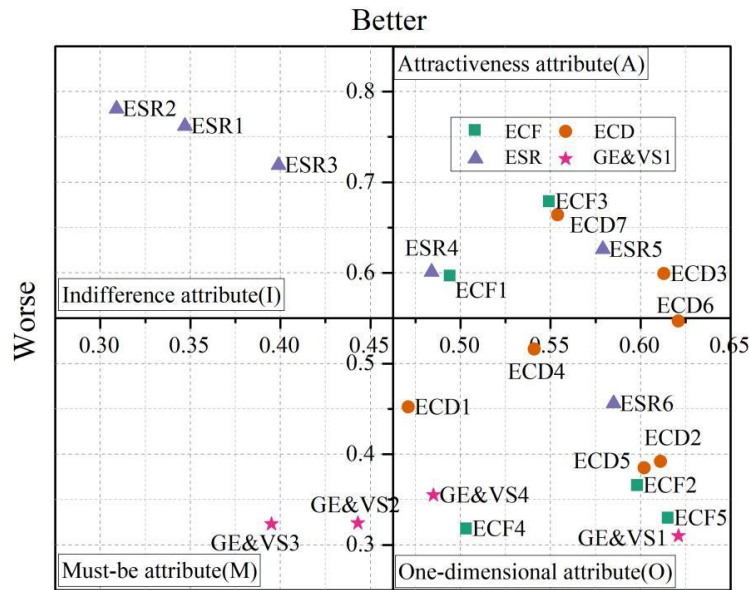 Better
Attractiveness attribute(A)
0.8
ESR2
ESR1
ECF
ECD
ESR3
ESR
GE&VS1
0.7
ECF3
ECD7
ESR4
ESR5
ECD3
0.6
ECF1
Indifference attribute(I)
ECD6
Worse
0.30
0.35
0.40
0.45
0.50
0.55
0.60
0.65
0.5
ECD4
ECD1
ESR6
ECD2
0.4
ECD5
GE&VS2
GE&VS4
ECF2
ECF5
GE&VS3
ECF4
GE&VS1
0.3
Must-be attribute(M)
One-dimensional attribute(O)